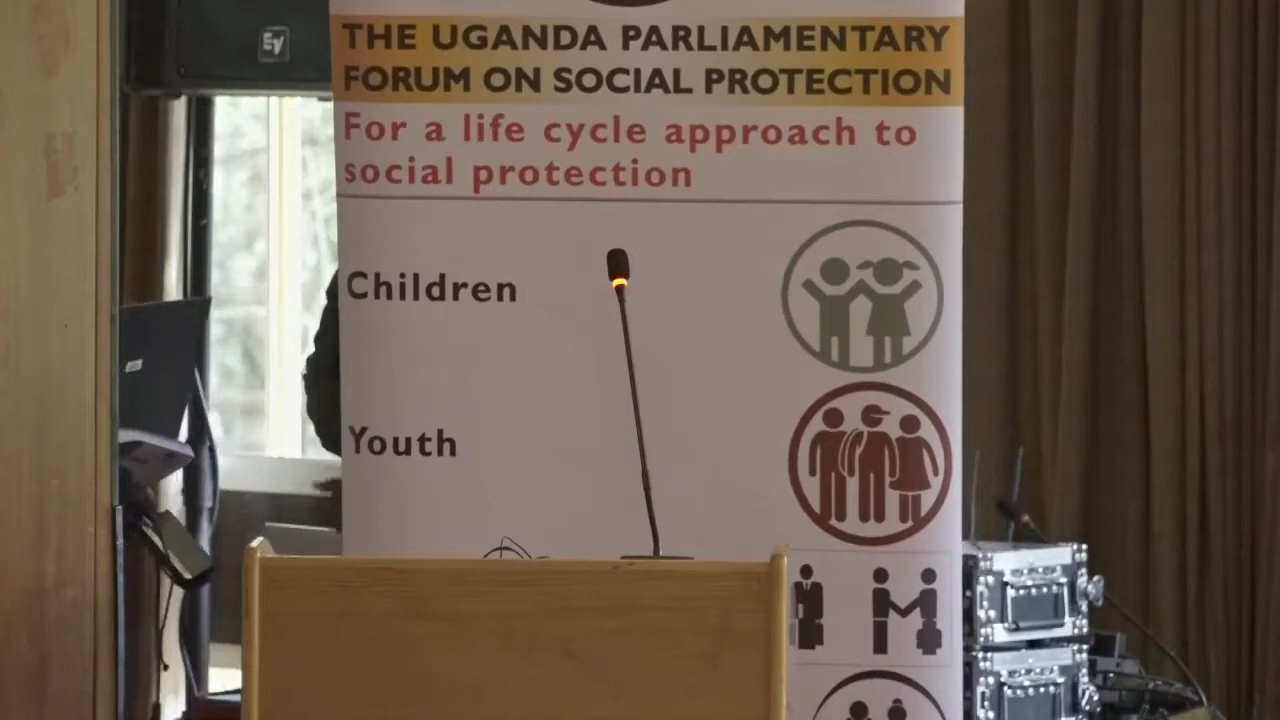 EV
THE UGANDA PARLIAMENTARY
FORUM ON SOCIAL PROTECTION
For a life cycle approach to
social protection
Children
Youth